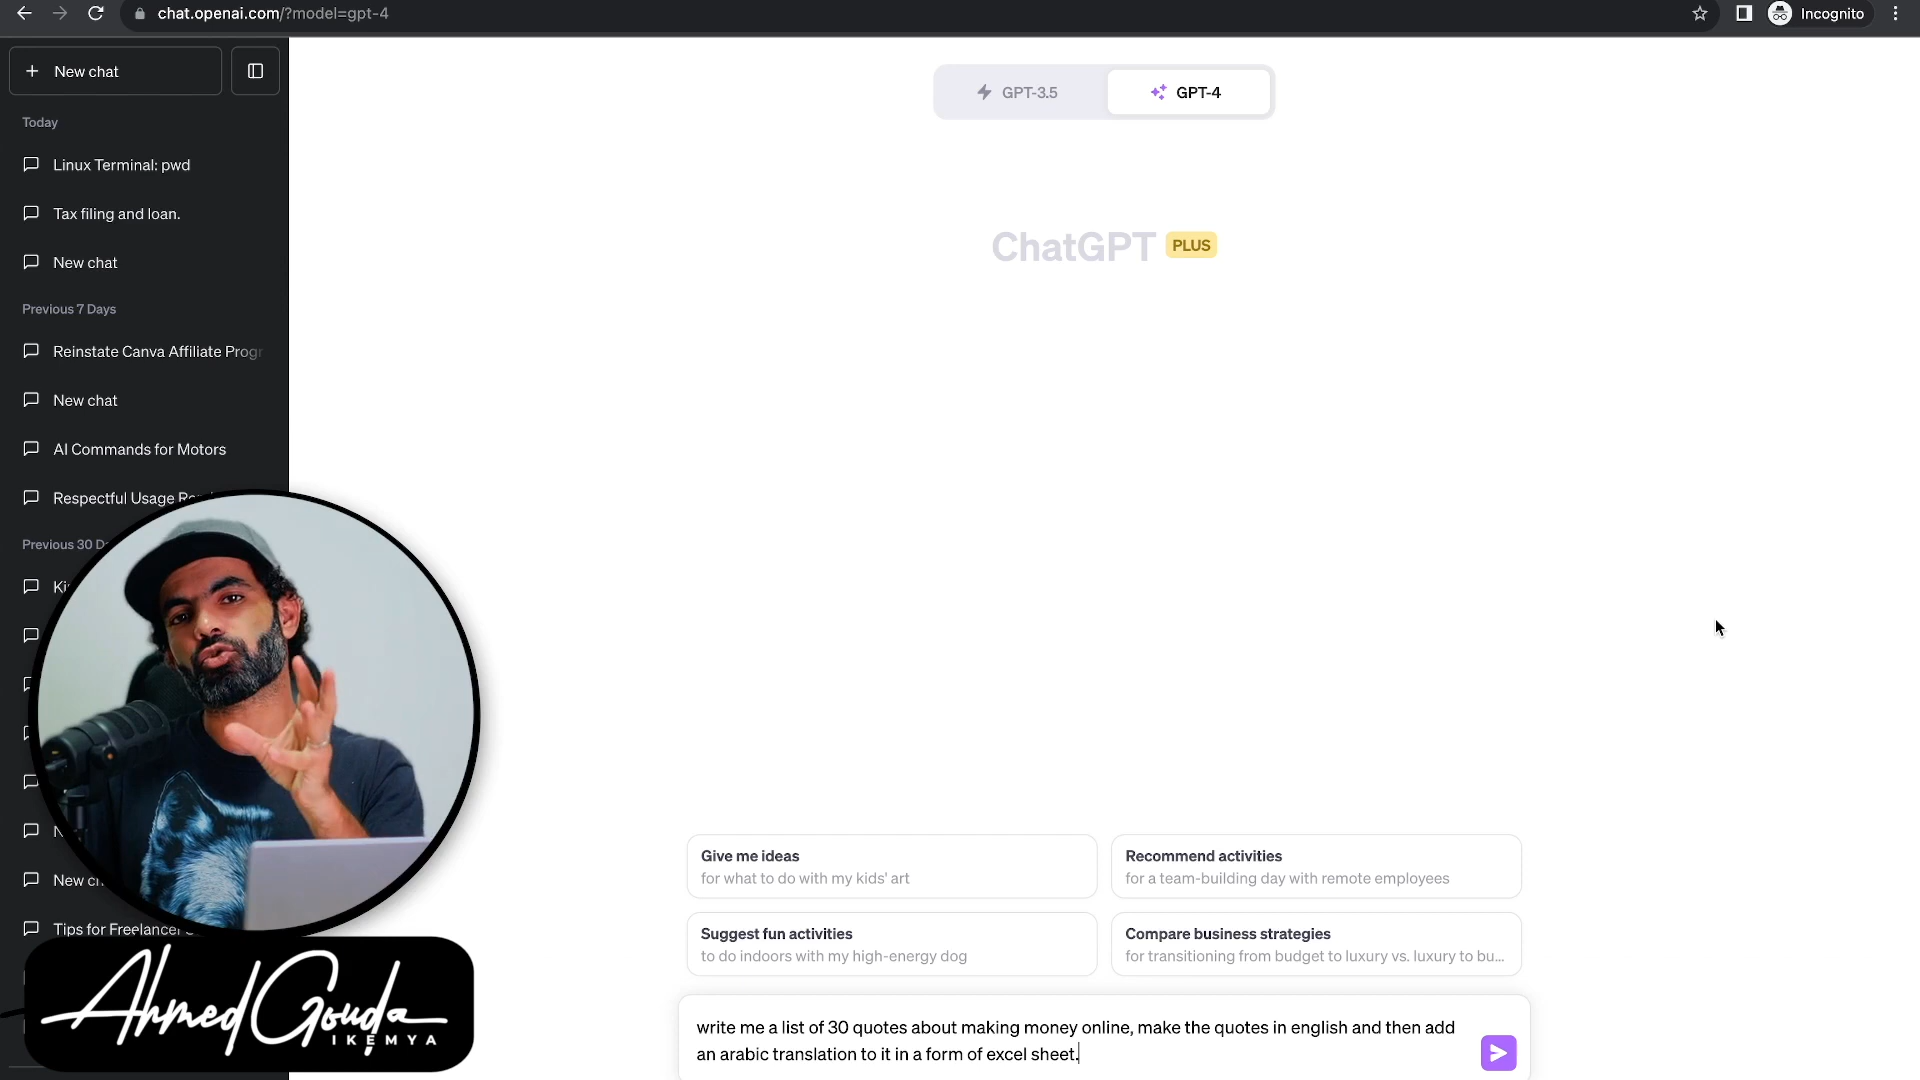 chat.openai.com/?model=gpt-4
Incognito
New chat
GPT-3.5
GPT-4
Today
Linux Terminal: pwd
Tax filing and loan.
New chat
ChatGPT PLUS
Previous 7 Days
Reinstate Canva Affiliate Progr
New chat
AI Commands for Motors
Respectful Usage
Previous 30
New
Tips for Freelancer
Give me ideas
for what to do with my kids' art
Recommend activities
for a team-building day with remote employees
Suggest fun activities
to do indoors with my high-energy dog
Compare business strategies
for transitioning from budget to luxury vs. luxury to bu...
write me a list of 30 quotes about making money online, make the quotes in english and then add
an arabic translation to it in a form of excel sheet.
Ahmed Gouda
IKEMYA